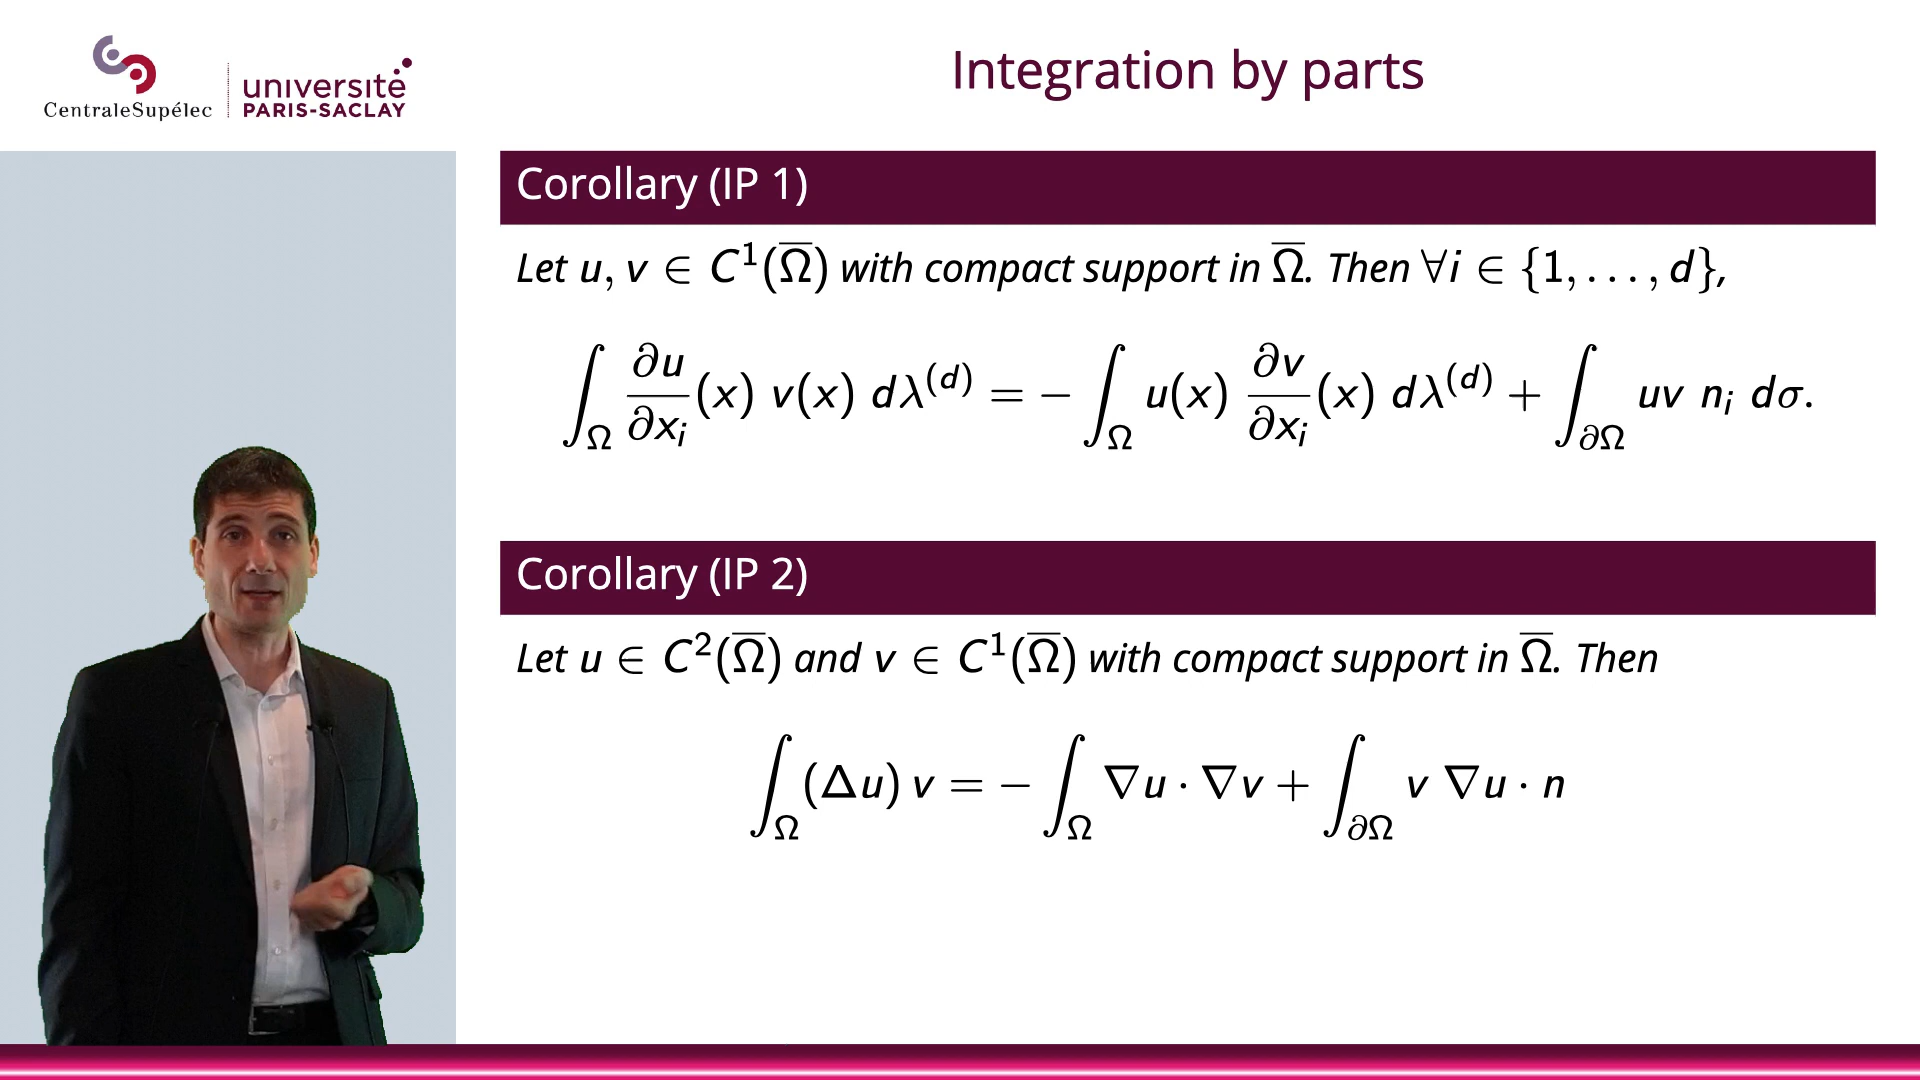 CentraleSupélec
université
PARIS-SACLAY
Integration by parts
Corollary (IP 1)
Let u, v ∈ C¹(Ω̅) with compact support in Ω̅. Then ∀i ∈ {1, . . . , d},
∫_Ω ∂u/∂x_i (x) v(x) dλ^(d) = − ∫_Ω u(x) ∂v/∂x_i (x) dλ^(d) + ∫_∂Ω uv n_i dσ.
Corollary (IP 2)
Let u ∈ C²(Ω̅) and v ∈ C¹(Ω̅) with compact support in Ω̅. Then
∫_Ω (Δu) v = − ∫_Ω ∇u · ∇v + ∫_∂Ω v ∇u · n